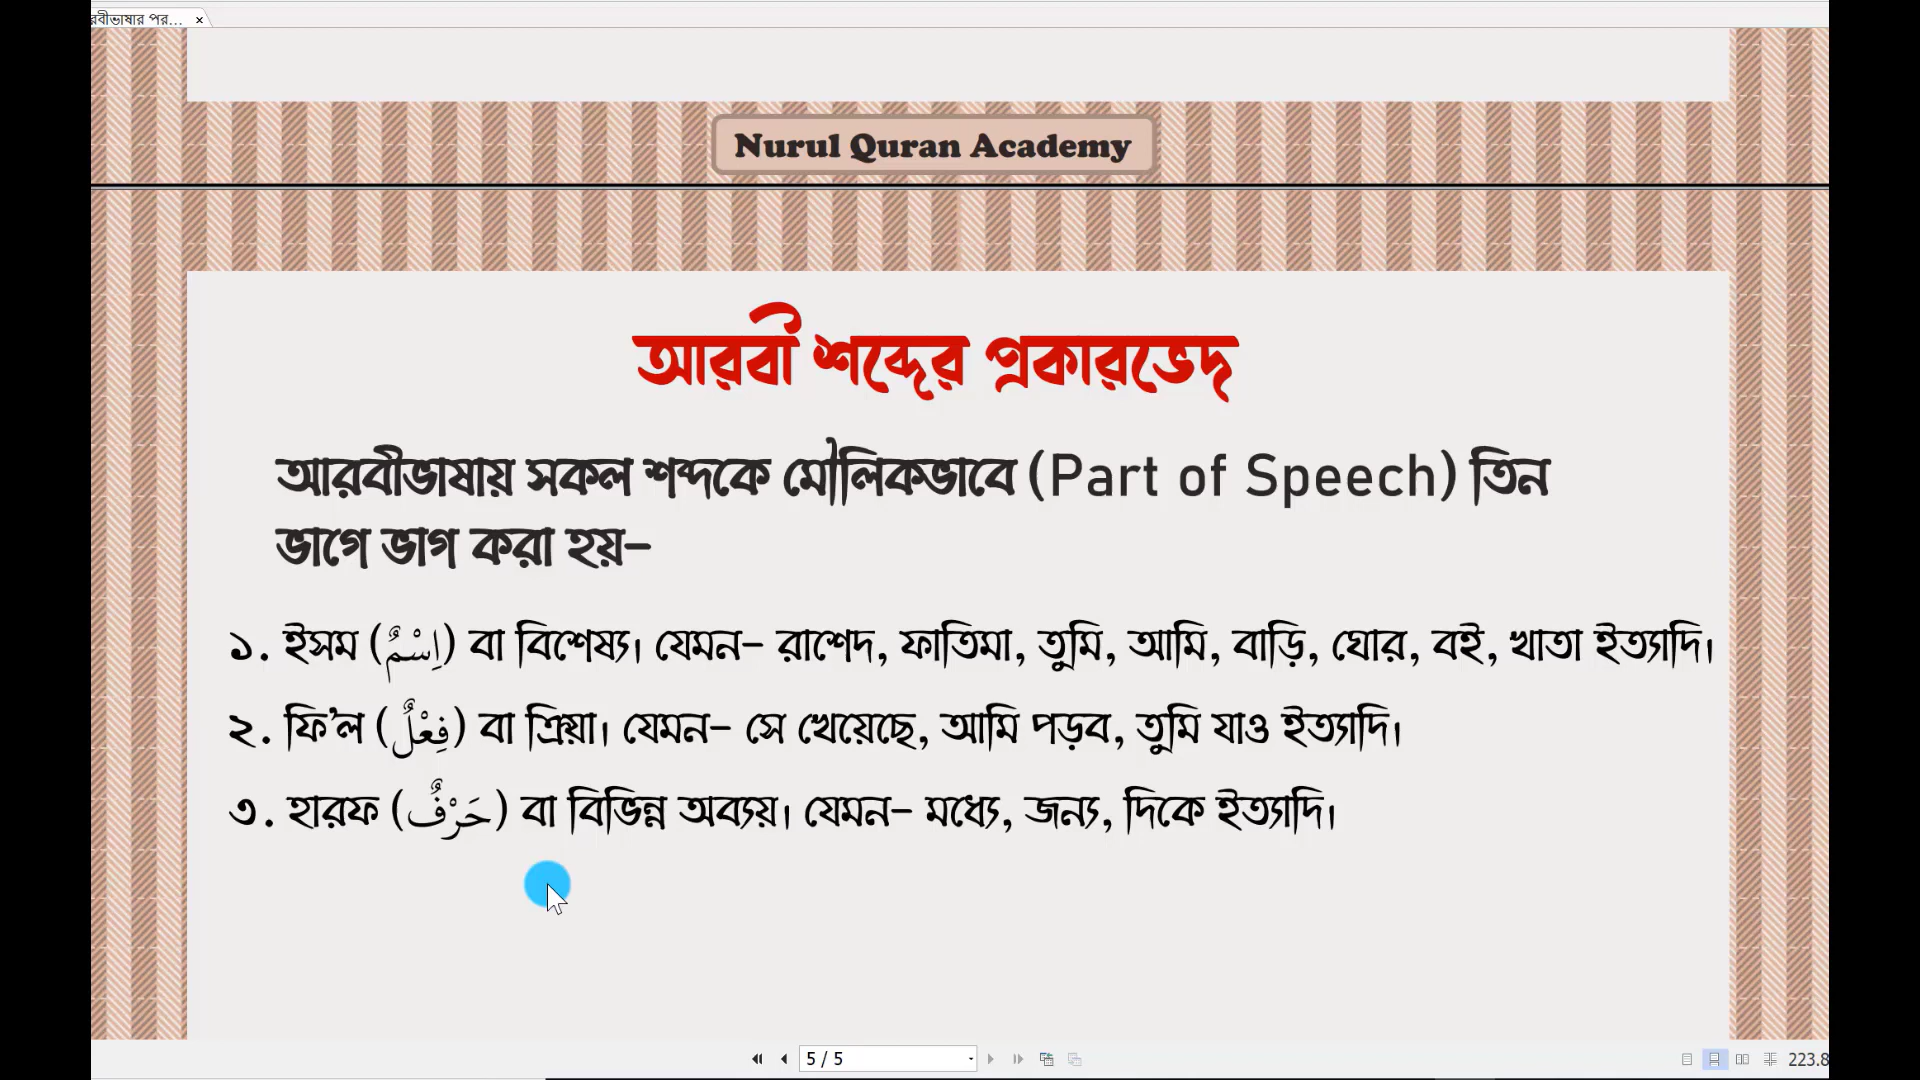 রবীভাষার পর...
Nurul Quran Academy
আরবী শব্দের প্রকারভেদ
আরবীভাষায় সকল শব্দকে মৌলিকভাবে (Part of Speech) তিন
ভাগে ভাগ করা হয়–
১. ইসম (اِسْمٌ) বা বিশেষ্য। যেমন– রাশেদ, ফাতিমা, তুমি, আমি, বাড়ি, ঘোর, বই, খাতা ইত্যাদি।
২. ফি'ল (فِعْلٌ) বা ক্রিয়া। যেমন– সে খেয়েছে, আমি পড়ব, তুমি যাও ইত্যাদি।
৩. হারফ (حَرْفٌ) বা বিভিন্ন অব্যয়। যেমন– মধ্যে, জন্য, দিকে ইত্যাদি।
5 / 5
223.8